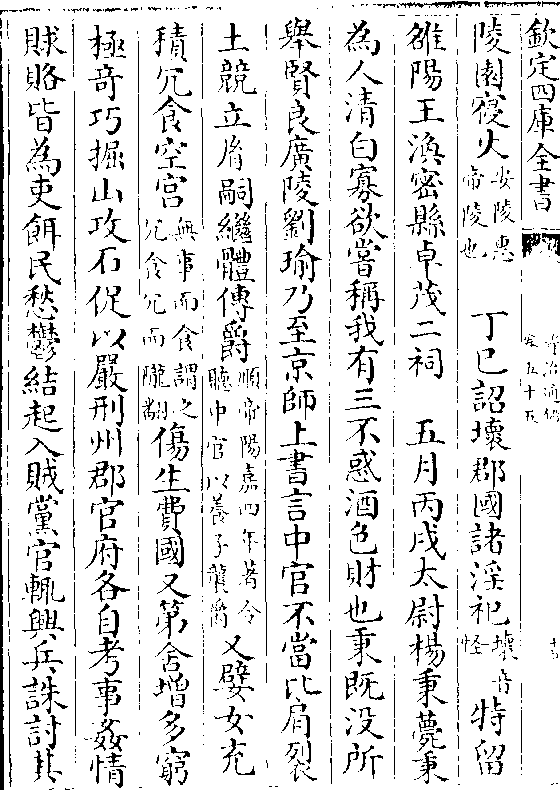 欽定四庫全書
資治通鑑
卷五十五
陵園寢火安陵惠帝陵也 丁巳詔壞郡國諸淫祀壞音怪特留
雒陽王渙密縣卓茂二祠 五月丙戌太尉楊秉薨秉
為人清白寡欲嘗稱我有三不惑酒色財也秉既没所
舉賢良廣陵劉瑜乃至京師上書言中官不當比肩裂
土競立𦙍嗣繼體傳爵順帝陽嘉四年著令聽中官以養子襲爵又嬖女充
積冗食空宫無事而食謂之冗食冗而隴翻傷生費國又第舍增多窮
極奇巧掘山攻石促以嚴刑州郡官府各自考事姦情
賕賂皆為吏餌民愁鬱結起入賊黨官輒興兵誅討其